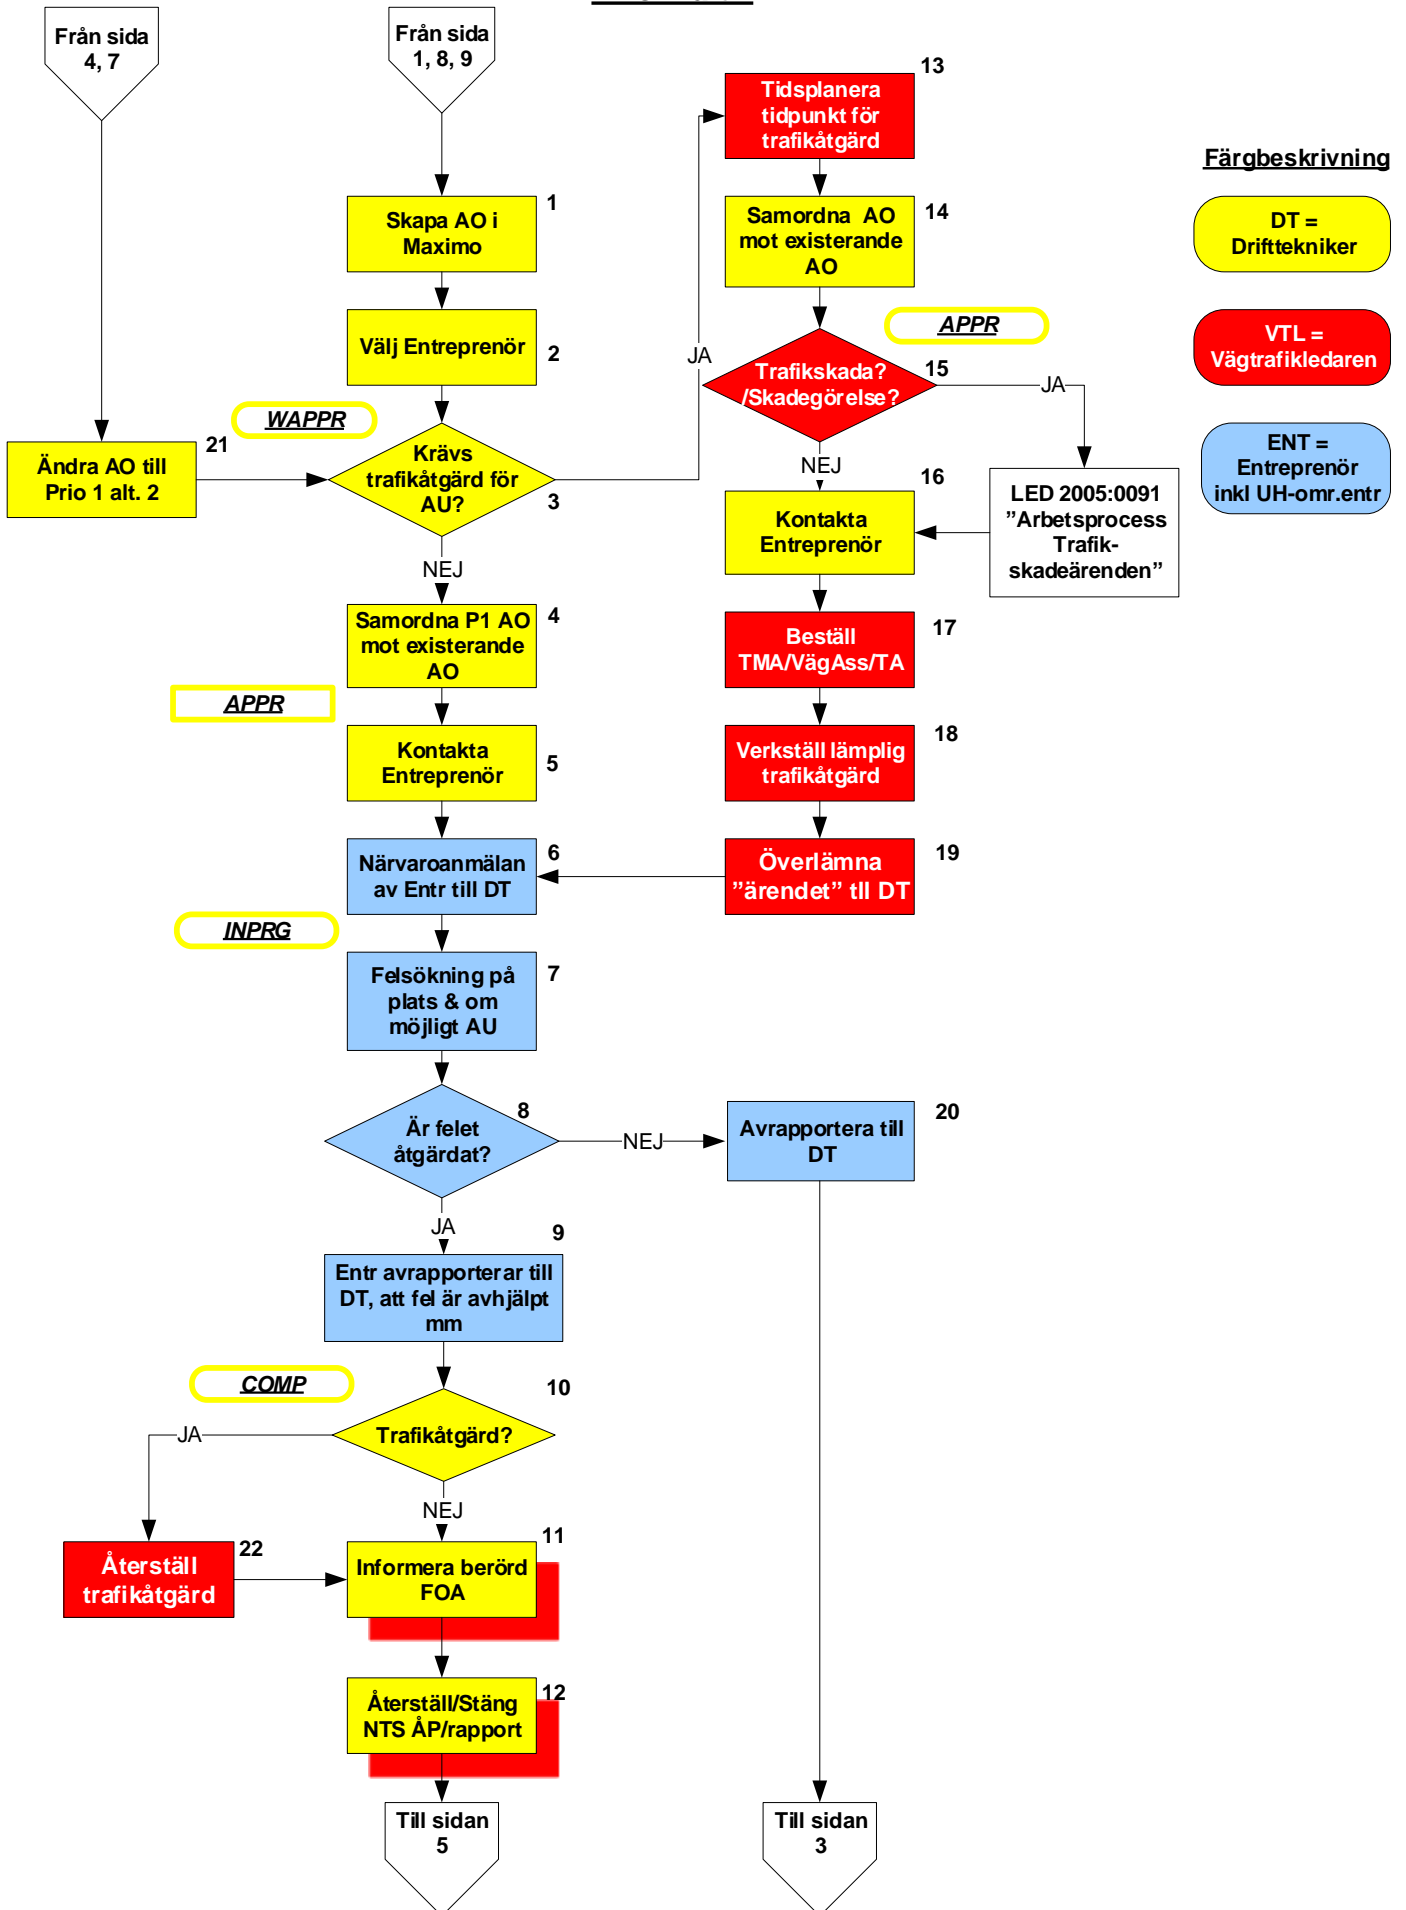 Från sida
4, 7
Från sida
1, 8, 9
13
Tidsplanera
tidpunkt för
trafikåtgärd
Färgbeskrivning
1
Skapa AO i
Maximo
14
Samordna AO
mot existerande
AO
DT =
Drifttekniker
2
Välj Entreprenör
APPR
VTL =
Vägtrafikledaren
JA
15
Trafikskada?
/Skadegörelse?
JA
WAPPR
21
Ändra AO till
Prio 1 alt. 2
Krävs
trafikåtgärd för
AU?
3
NEJ
ENT =
Entreprenör
inkl UH-omr.entr
16
Kontakta
Entreprenör
LED 2005:0091
”Arbetsprocess
Trafik-
skadeärenden”
NEJ
4
Samordna P1 AO
mot existerande
AO
17
Beställ
TMA/VägAss/TA
APPR
5
Kontakta
Entreprenör
18
Verkställ lämplig
trafikåtgärd
6
Närvaroanmälan
av Entr till DT
19
Överlämna
”ärendet” tll DT
INPRG
7
Felsökning på
plats & om
möjligt AU
8
Är felet
åtgärdat?
NEJ
20
Avrapportera till
DT
JA
9
Entr avrapporterar till
DT, att fel är avhjälpt
mm
COMP
10
Trafikåtgärd?
JA
NEJ
22
Återställ
trafikåtgärd
11
Informera berörd
FOA
12
Återställ/Stäng
NTS ÅP/rapport
Till sidan
5
Till sidan
3